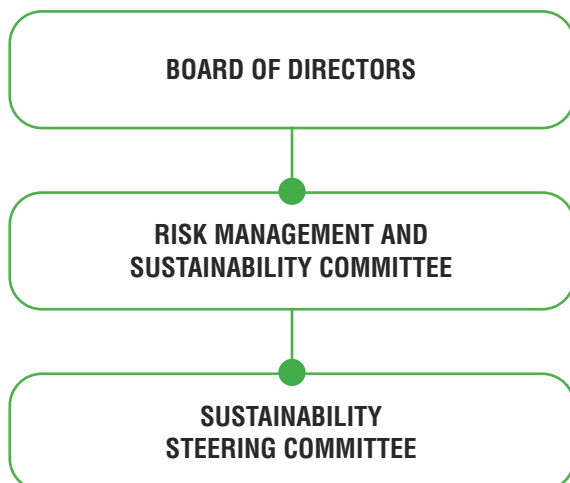 BOARD OF DIRECTORS
RISK MANAGEMENT AND
SUSTAINABILITY COMMITTEE
SUSTAINABILITY
STEERING COMMITTEE